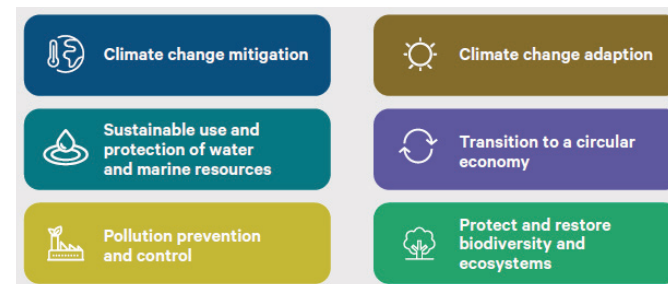 Climate change mitigation
Climate change adaption
Sustainable use and
protection of water
and marine resources
Transition to a circular
economy
Pollution prevention
and control
Protect and restore
biodiversity and
ecosystems